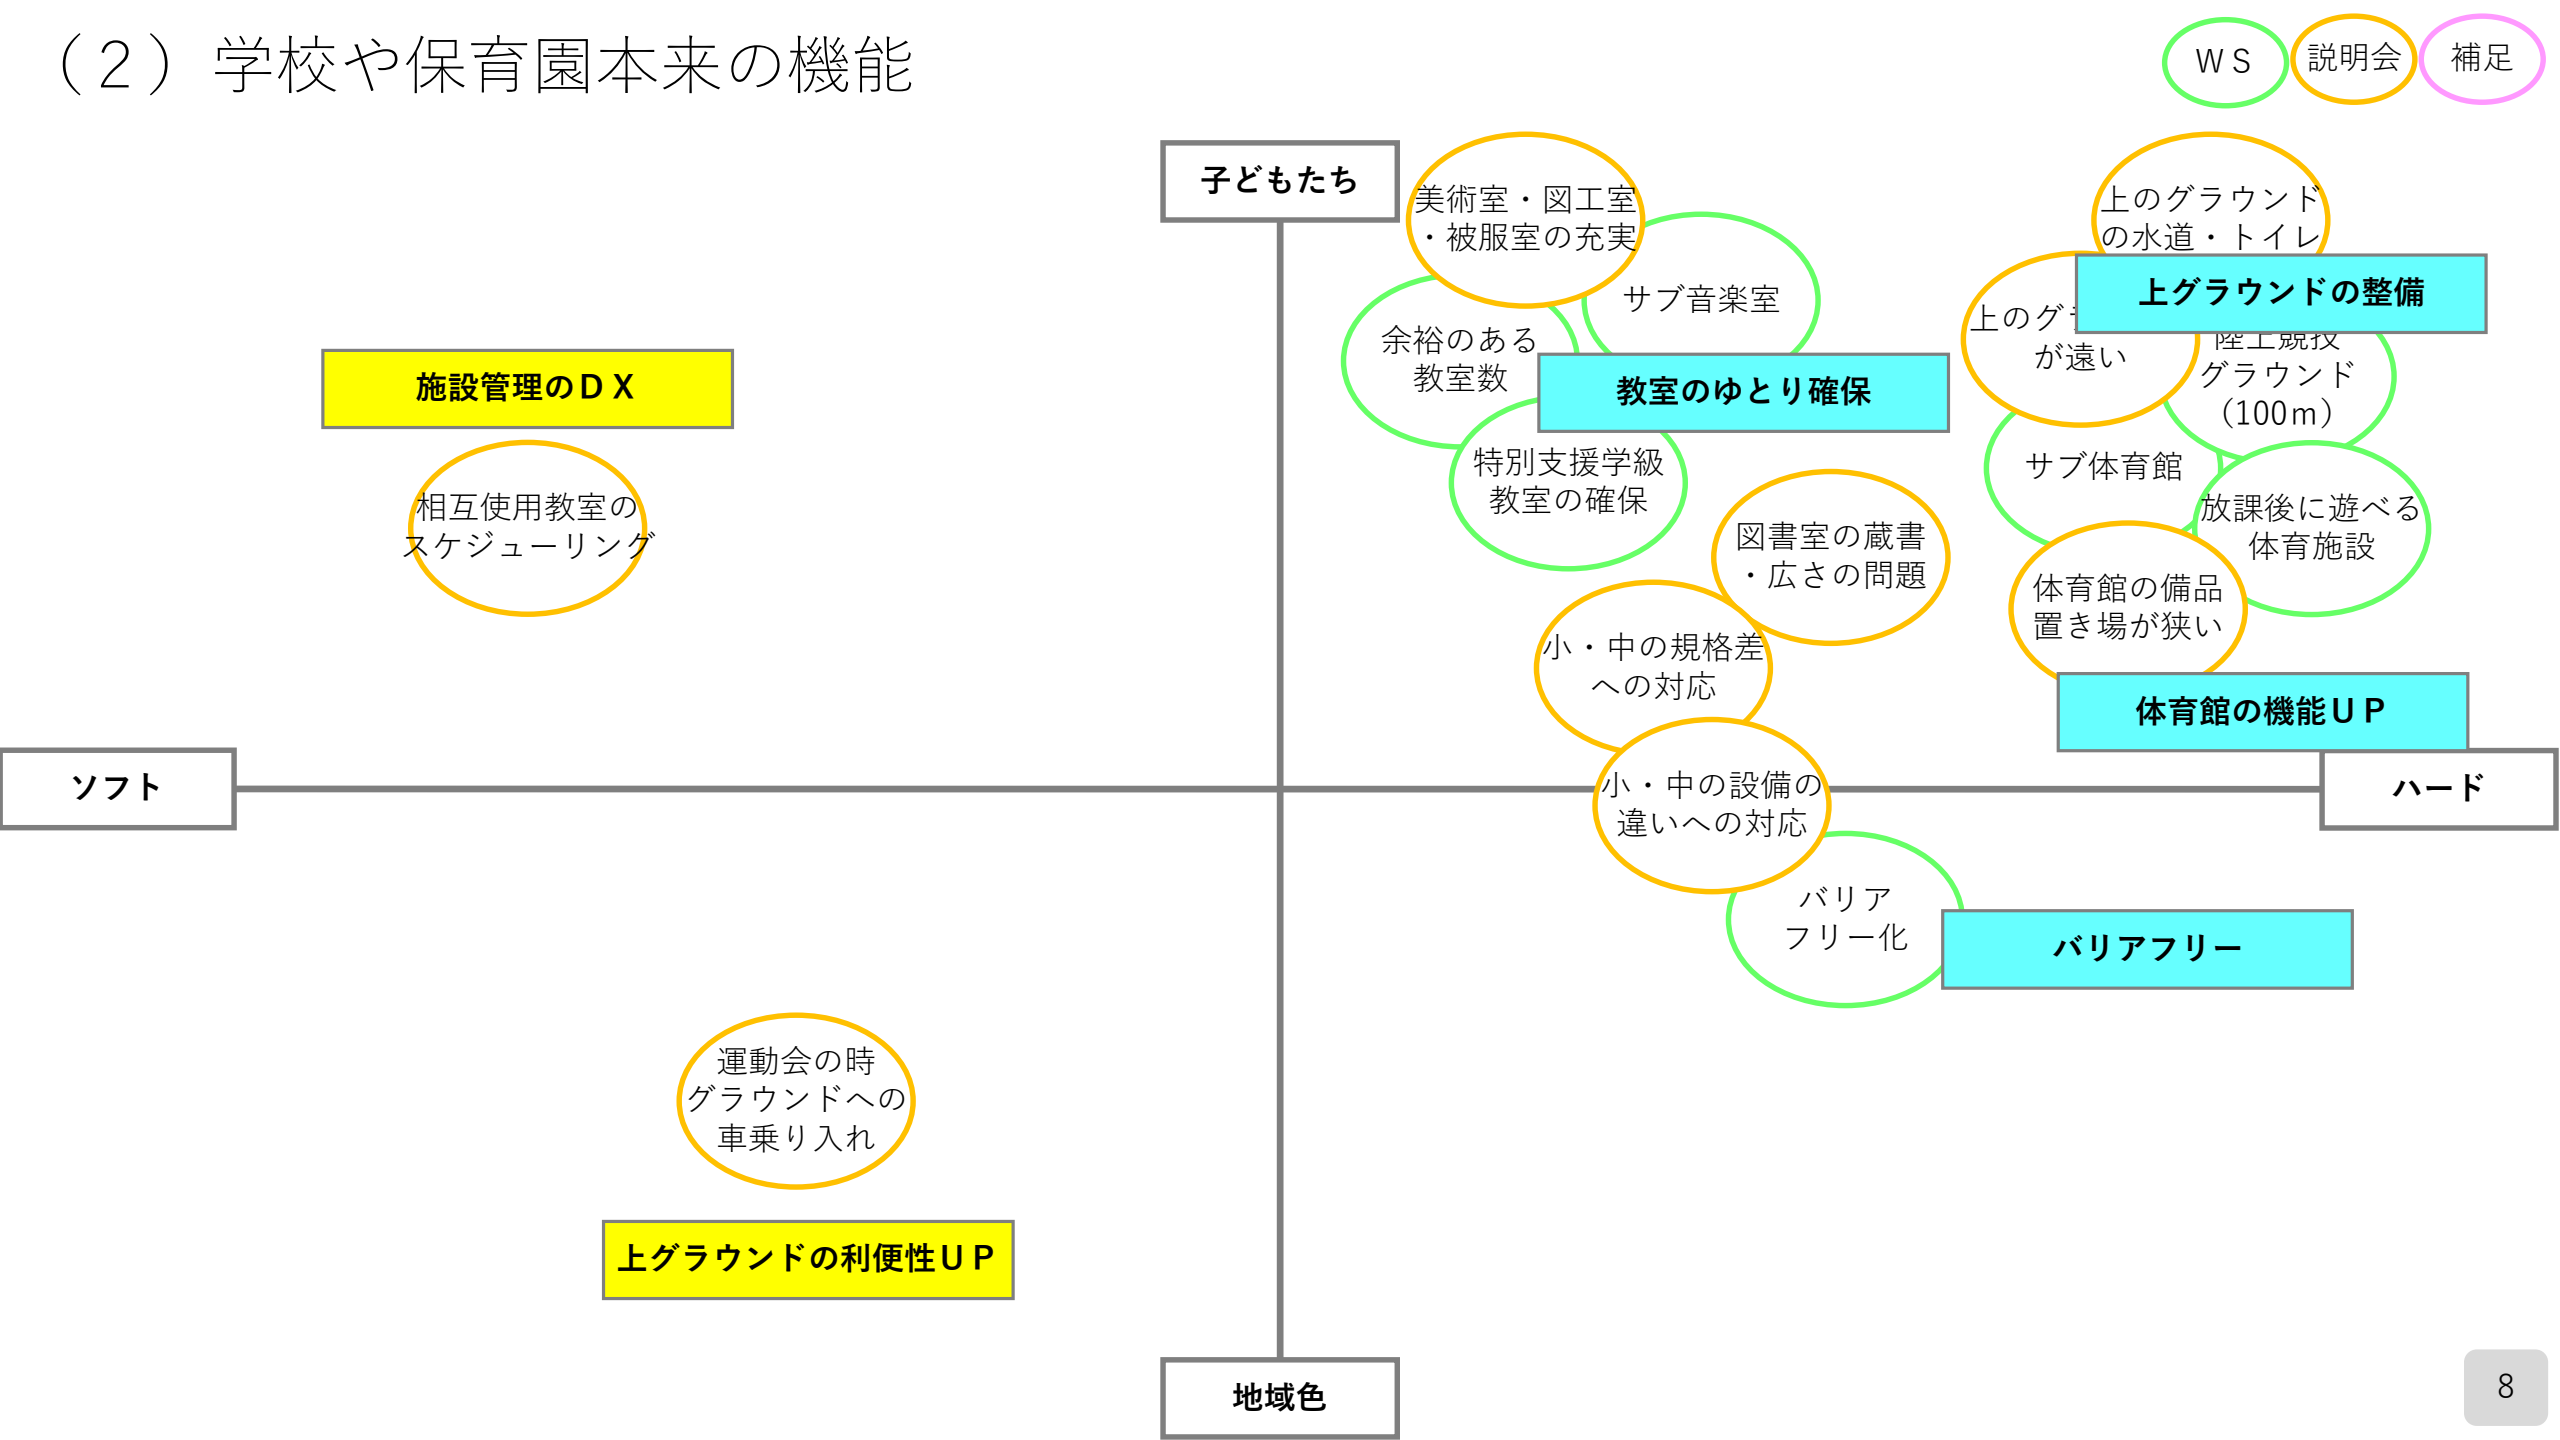 （２）学校や保育園本来の機能
ＷＳ
説明会
補足
子どもたち
美術室・図工室
・被服室の充実
サブ音楽室
余裕のある
教室数
教室のゆとり確保
特別支援学級
教室の確保
上のグラウンド
の水道・トイレ
上グラウンドの整備
上のグ
が遠い
陸上競技
グラウンド
（100ｍ）
サブ体育館
放課後に遊べる
体育施設
体育館の備品
置き場が狭い
体育館の機能ＵＰ
図書室の蔵書
・広さの問題
小・中の規格差
への対応
小・中の設備の
違いへの対応
施設管理のＤＸ
相互使用教室の
スケジューリング
ソフト
ハード
バリア
フリー化
バリアフリー
運動会の時
グラウンドへの
車乗り入れ
上グラウンドの利便性ＵＰ
地域色
8